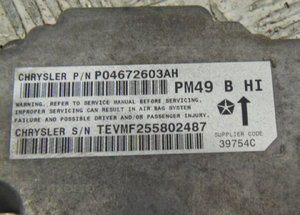 CHRYSLER P/N P04672603AH
PM49 B HI
WARNING. REFER TO SERVICE MANUAL BEFORE SERVICING.
IMPROPER SERVICING CAN RESULT IN AIR BAG SYSTEM
FAILURE AND POSSIBLE DRIVER AND/OR PASSENGER INJURY.
CHRYSLER S/N TEVMF255802487
SUPPLIER CODE
39754C